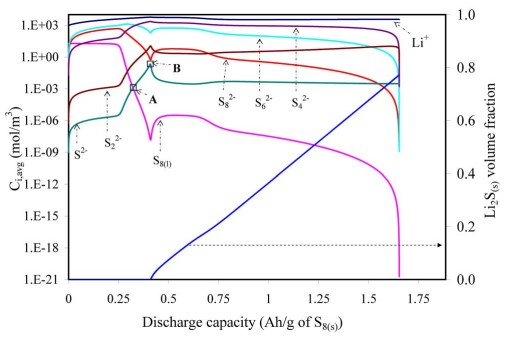 1.E+03
1.E+00
1.E-03
1.E-06
1.E-09
1.E-12
1.E-15
1.E-18
1.E-21
C_i,avg (mol/m³)
1.0
0.8
0.6
0.4
0.2
0.0
Li₂S(s) volume fraction
Li⁺
B
A
S₈²⁻
S₆²⁻
S₄²⁻
S²⁻
S₂²⁻
S₈₍ₗ₎
0 0.25 0.5 0.75 1 1.25 1.5 1.75
Discharge capacity (Ah/g of S₈₍ₛ₎)